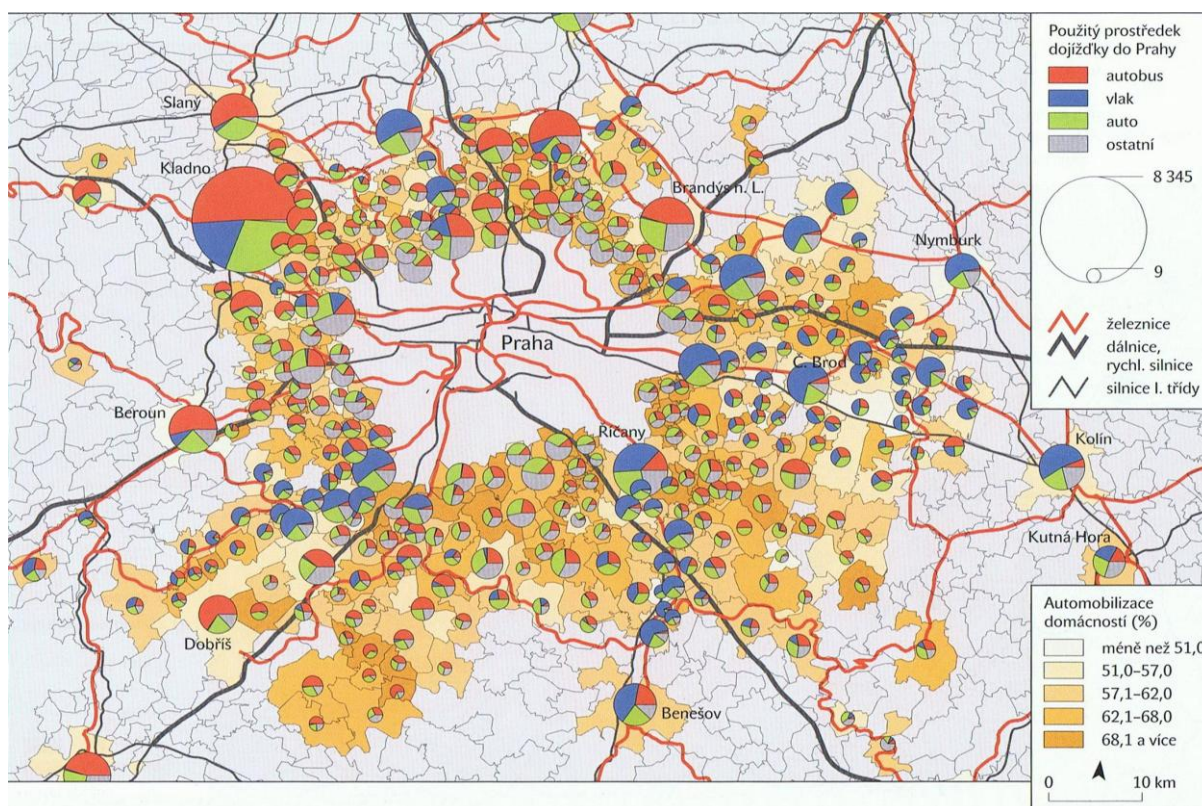 Slaný
Kladno
Brandýs n. L.
Nymburk
Praha
Č. Brod
Beroun
Říčany
Kolín
Kutná Hora
Dobříš
Benešov
Použitý prostředek
dojížďky do Prahy
autobus
vlak
auto
ostatní
8 345
9
železnice
dálnice,
rychl. silnice
silnice I. třídy
Automobilizace
domácností (%)
méně než 51,0
51,0–57,0
57,1–62,0
62,1–68,0
68,1 a více
0 10 km